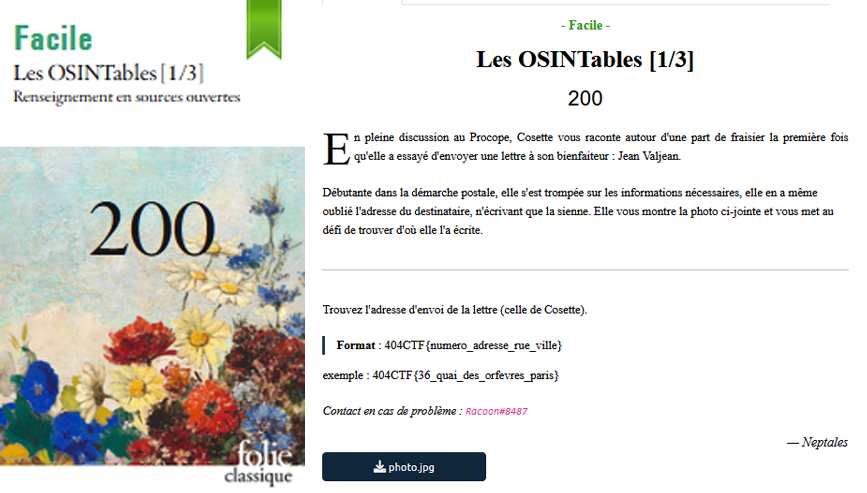 Facile
Les OSINTables [1/3]
Renseignement en sources ouvertes
200
folie
classique
- Facile -
Les OSINTables [1/3]
200
En pleine discussion au Procope, Cosette vous raconte autour d'une part de fraisier la première fois
qu'elle a essayé d'envoyer une lettre à son bienfaiteur : Jean Valjean.
Débutante dans la démarche postale, elle s'est trompée sur les informations nécessaires, elle en a même
oublié l'adresse du destinataire, n'écrivant que la sienne. Elle vous montre la photo ci-jointe et vous met au
défi de trouver d'où elle l'a écrite.
Trouvez l'adresse d'envoi de la lettre (celle de Cosette).
Format : 404CTF{numero_adresse_rue_ville}
exemple : 404CTF{36_quai_des_orfevres_paris}
Contact en cas de problème : Racoon#8487
— Neptales
photo.jpg